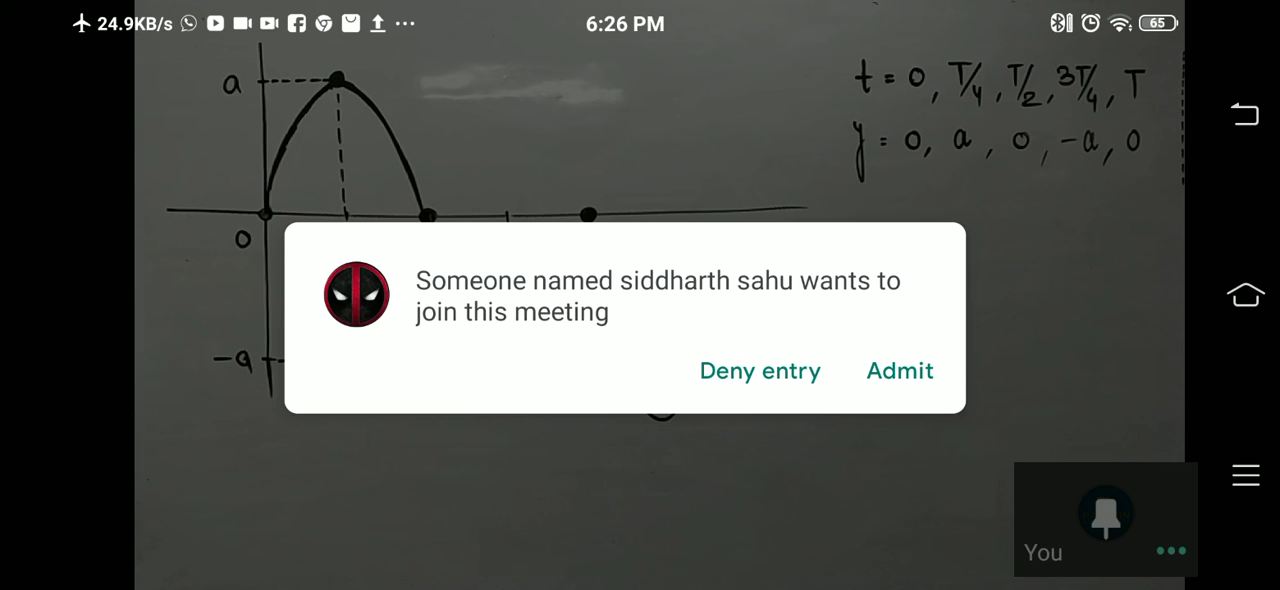 24.9KB/s 6:26 PM 65
a
t = 0, T/4, T/2, 3T/4, T
y = 0, a, 0, -a, 0
0
Someone named siddharth sahu wants to
join this meeting
-a
Deny entry Admit
You